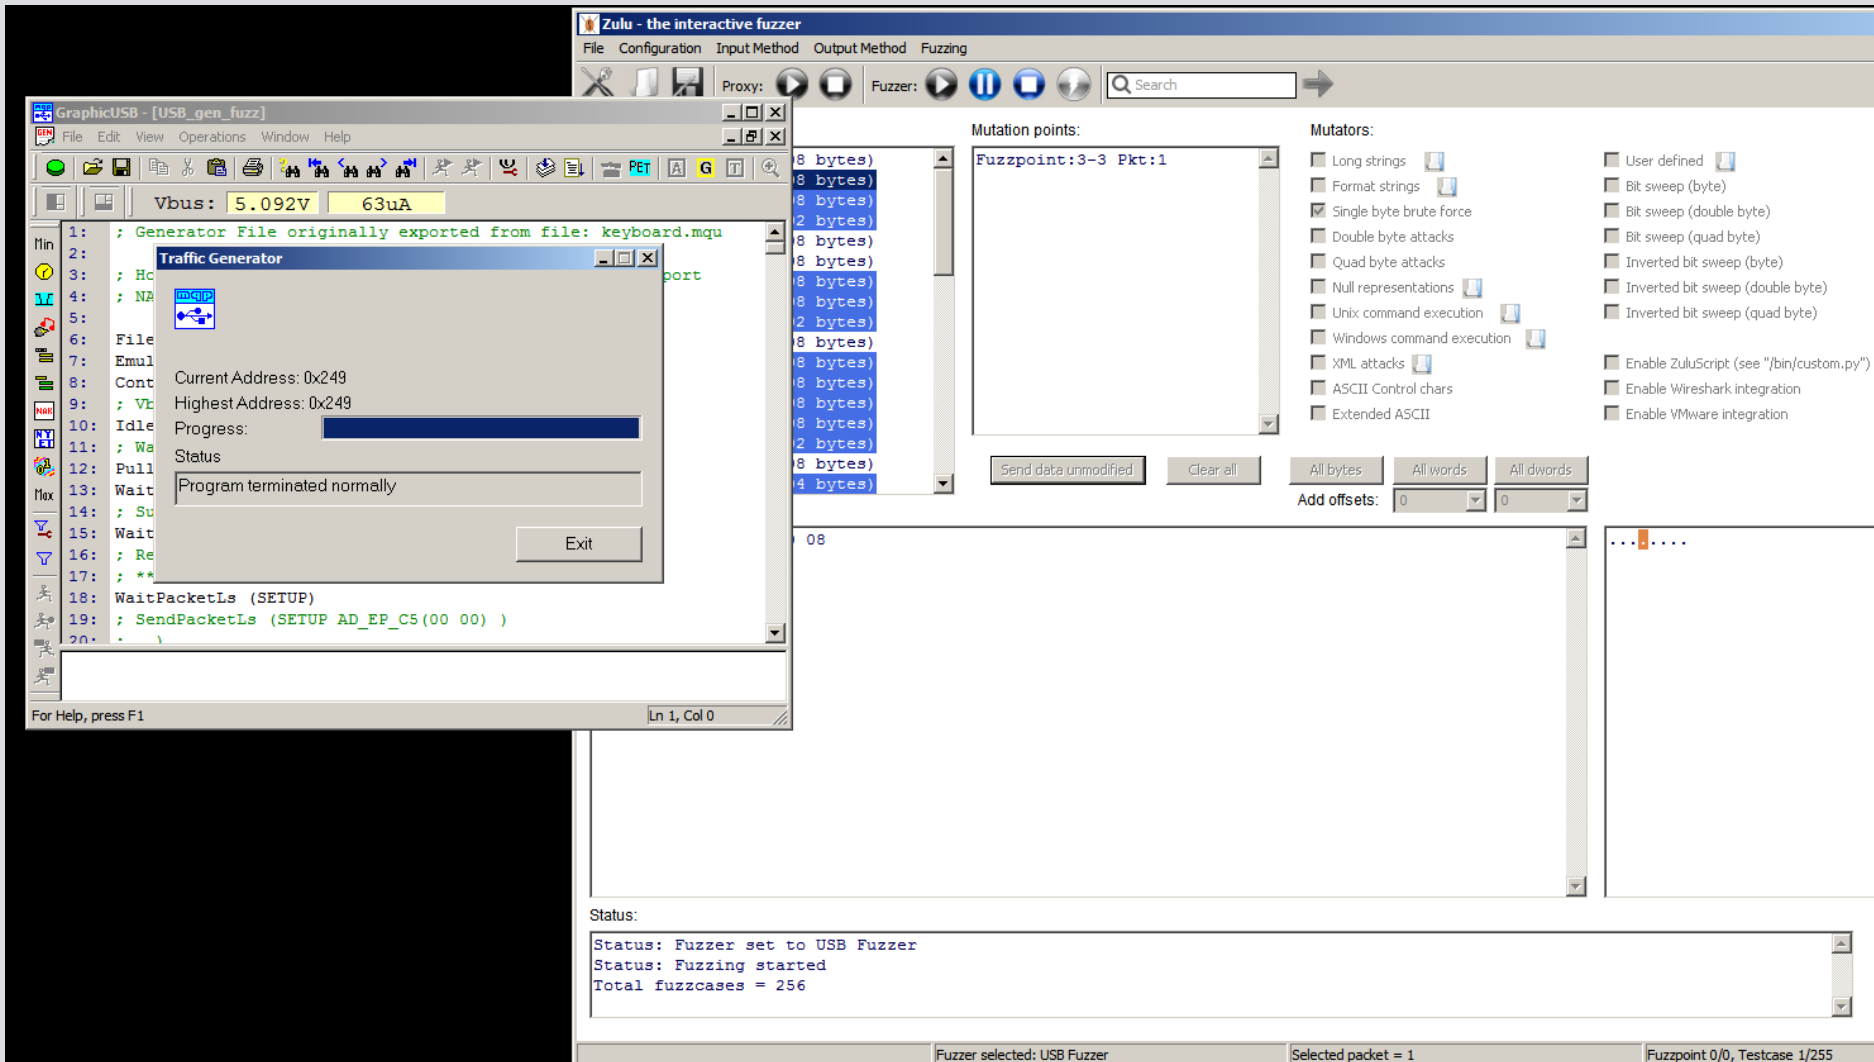 Zulu - the interactive fuzzer
File Configuration Input Method Output Method Fuzzing
Proxy: Fuzzer: Search
GraphicUSB - [USB_gen_fuzz]
File Edit View Operations Window Help
PET A G T
Vbus: 5.092V 63uA
Min
NAK
NYET
Max
1: ; Generator File originally exported from file: keyboard.mqu
2:
3: ; Ho port
4: ; NA
5:
6: File
7: Emul
8: Cont
9: ; Vb
10: Idle
11: ; Wa
12: Pull
13: Wait
14: ; Su
15: Wait
16: ; Re
17: ; **
18: WaitPacketLs (SETUP)
19: ; SendPacketLs (SETUP AD_EP_C5(00 00) )
20: ; )
For Help, press F1
Ln 1, Col 0
Traffic Generator
mqp
Current Address: 0x249
Highest Address: 0x249
Progress:
Status
Program terminated normally
Exit
8 bytes)
8 bytes)
8 bytes)
2 bytes)
8 bytes)
8 bytes)
8 bytes)
8 bytes)
2 bytes)
8 bytes)
8 bytes)
8 bytes)
8 bytes)
8 bytes)
2 bytes)
8 bytes)
4 bytes)
Mutation points:
Fuzzpoint:3-3 Pkt:1
Send data unmodified
Clear all
Mutators:
Long strings
Format strings
Single byte brute force
Double byte attacks
Quad byte attacks
Null representations
Unix command execution
Windows command execution
XML attacks
ASCII Control chars
Extended ASCII
User defined
Bit sweep (byte)
Bit sweep (double byte)
Bit sweep (quad byte)
Inverted bit sweep (byte)
Inverted bit sweep (double byte)
Inverted bit sweep (quad byte)
Enable ZuluScript (see "/bin/custom.py")
Enable Wireshark integration
Enable VMware integration
All bytes All words All dwords
Add offsets: 0 0
08
........
Status:
Status: Fuzzer set to USB Fuzzer
Status: Fuzzing started
Total fuzzcases = 256
Fuzzer selected: USB Fuzzer
Selected packet = 1
Fuzzpoint 0/0, Testcase 1/255